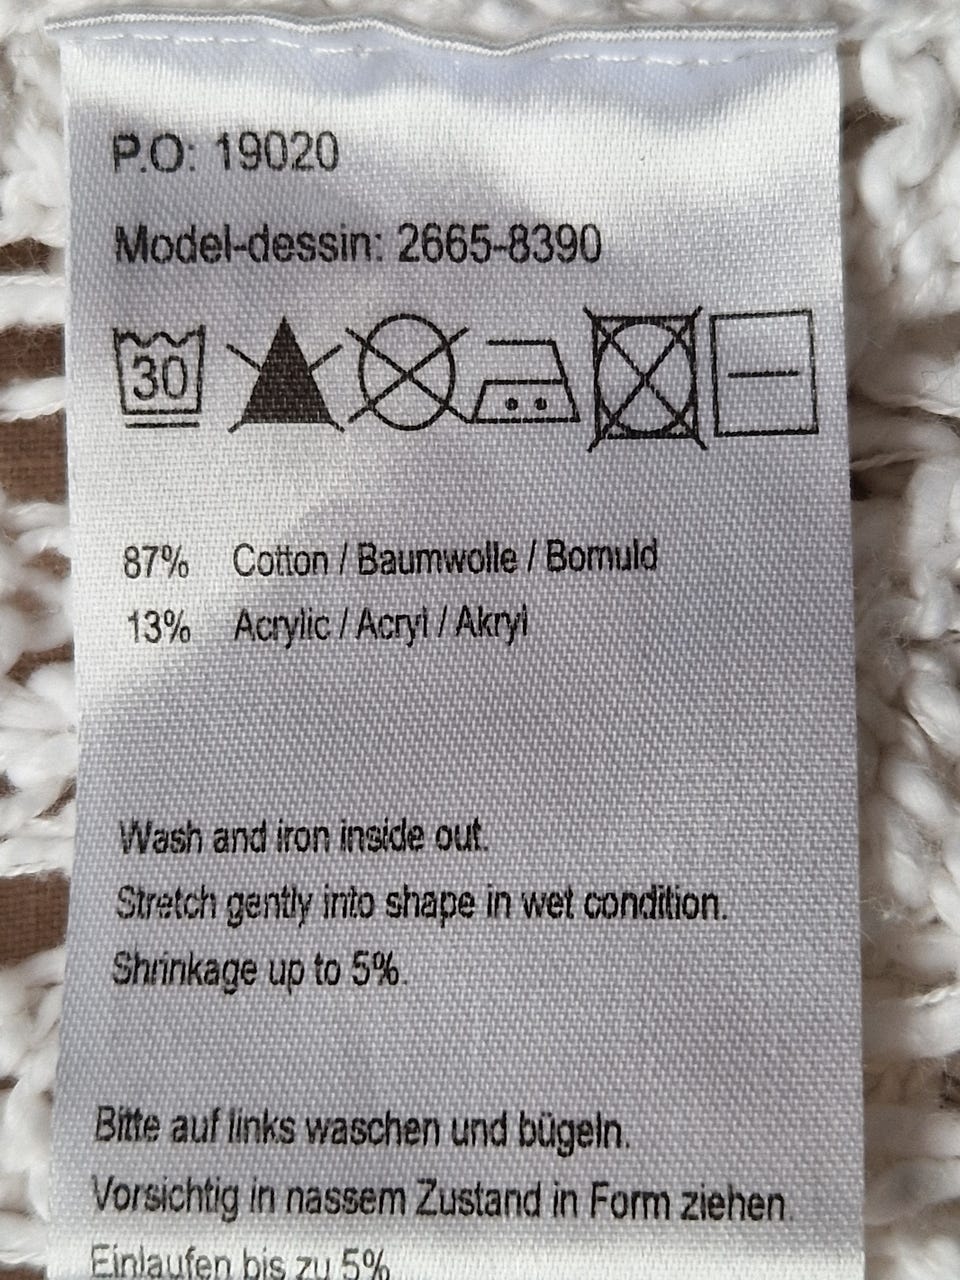 P.O: 19020
Model-dessin: 2665-8390
30
87% Cotton / Baumwolle / Bomuld
13% Acrylic / Acryl / Akryl
Wash and iron inside out.
Stretch gently into shape in wet condition.
Shrinkage up to 5%.
Bitte auf links waschen und bügeln.
Vorsichtig in nassem Zustand in Form ziehen.
Einlaufen bis zu 5%